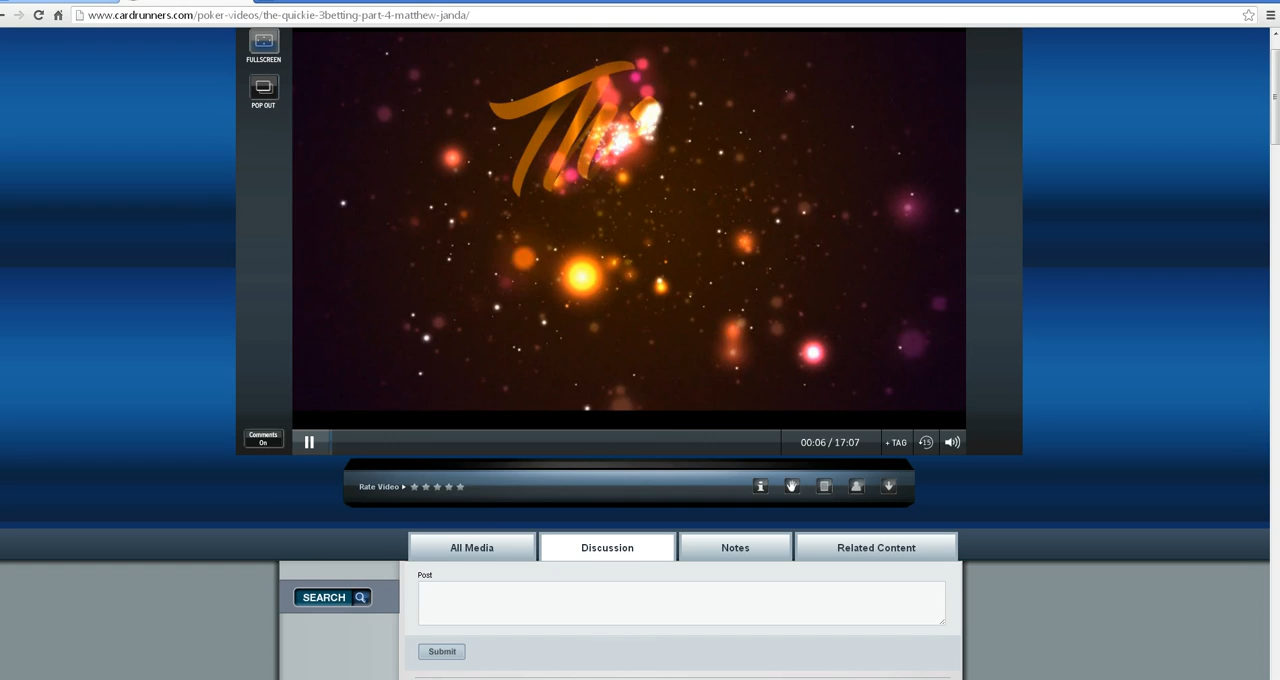 www.cardrunners.com/poker-videos/the-quickie-3betting-part-4-matthew-janda/
FULLSCREEN
POP OUT
Comments
On
00:06 / 17:07
+ TAG
15
Rate Video
All Media
Discussion
Notes
Related Content
Post
SEARCH
Submit